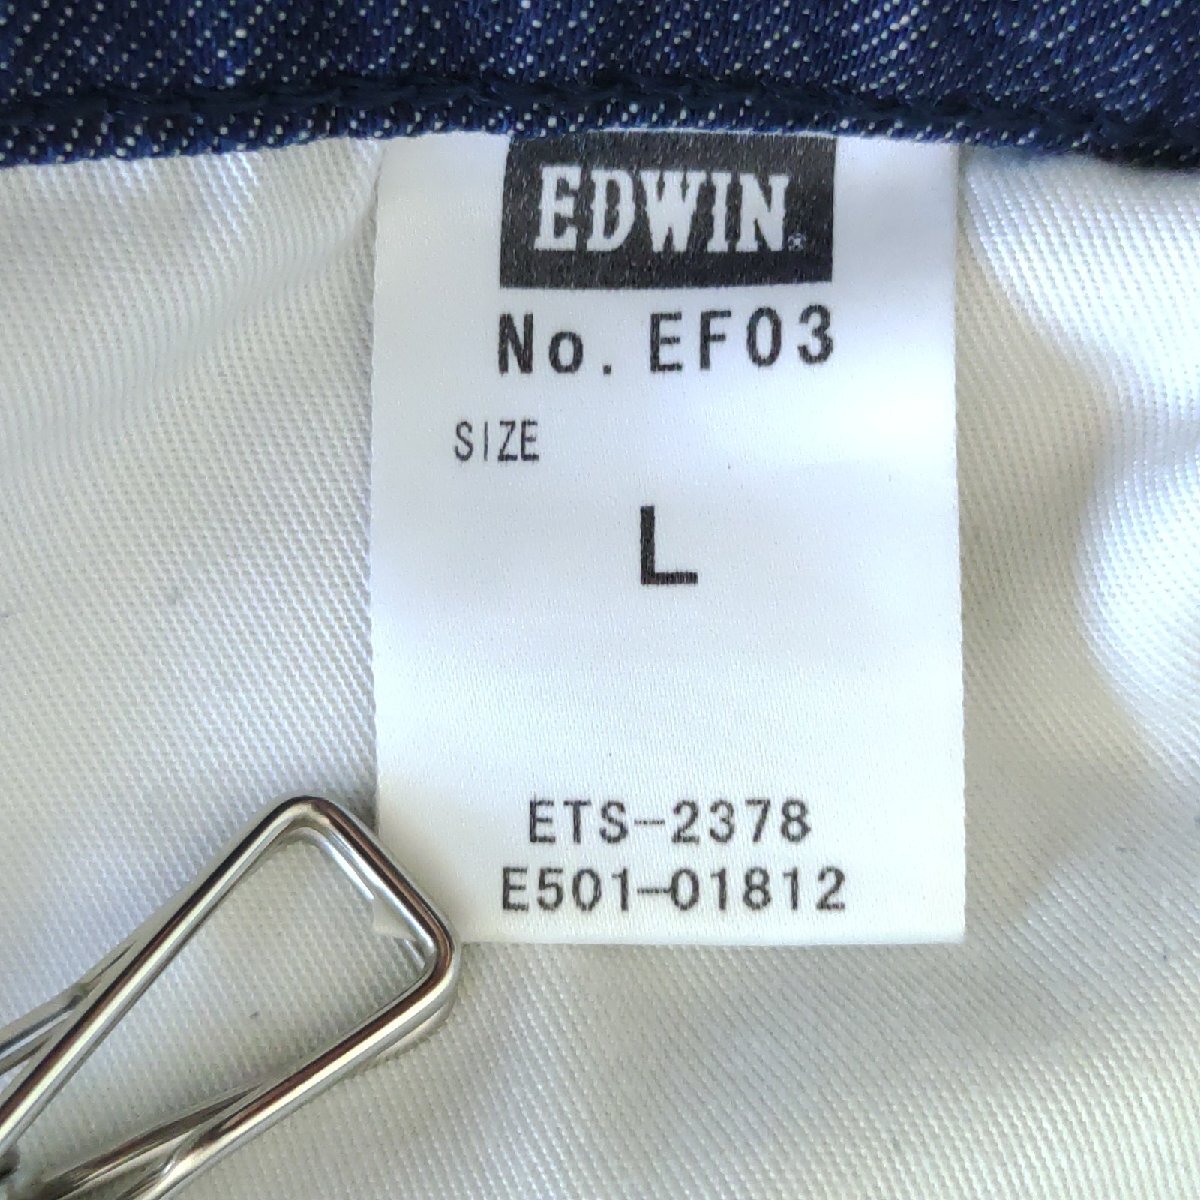 EDWIN®
No. EF03
SIZE
L
ETS-2378
E501-01812